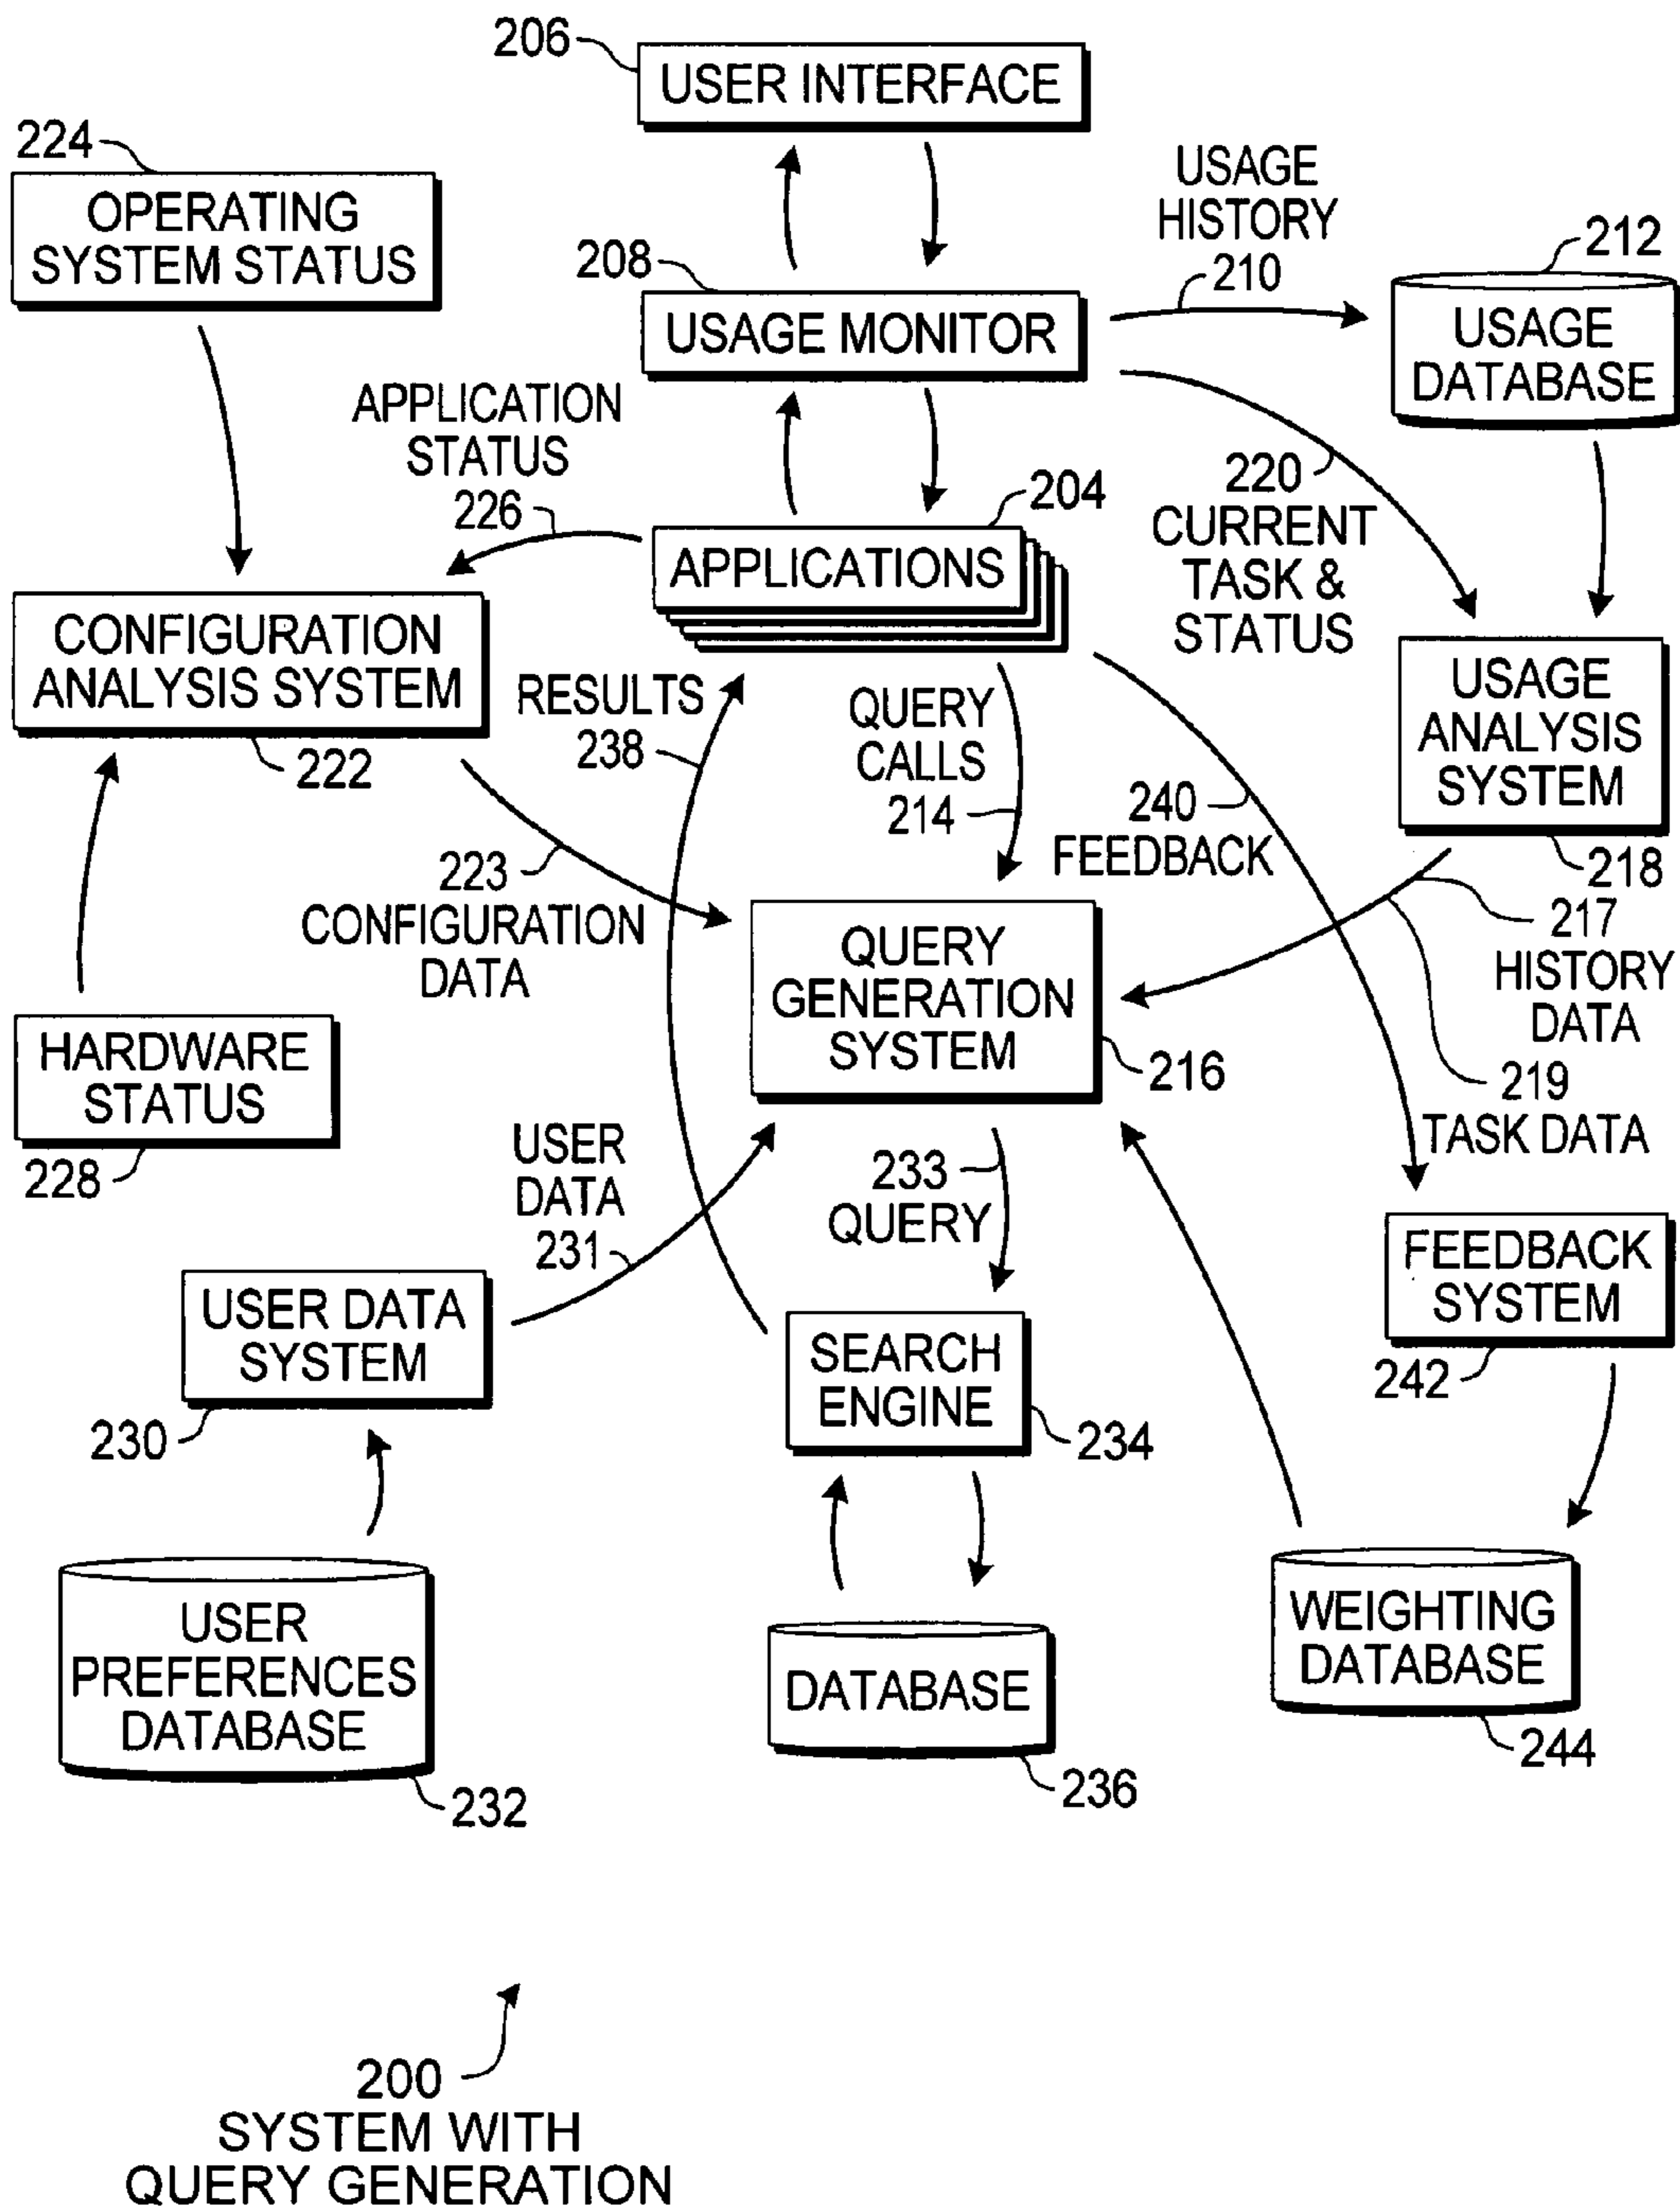 206
USER INTERFACE
224
OPERATING
SYSTEM STATUS
USAGE
HISTORY
210
212
208
USAGE MONITOR
USAGE
DATABASE
APPLICATION
STATUS
226
204
APPLICATIONS
220
CURRENT
TASK &
STATUS
CONFIGURATION
ANALYSIS SYSTEM
222
RESULTS
238
QUERY
CALLS
214
USAGE
ANALYSIS
SYSTEM
218
240
FEEDBACK
223
CONFIGURATION
DATA
217
HISTORY
DATA
219
TASK DATA
QUERY
GENERATION
SYSTEM
216
HARDWARE
STATUS
228
USER
DATA
231
233
QUERY
FEEDBACK
SYSTEM
242
USER DATA
SYSTEM
230
SEARCH
ENGINE
234
USER
PREFERENCES
DATABASE
232
DATABASE
236
WEIGHTING
DATABASE
244
200
SYSTEM WITH
QUERY GENERATION